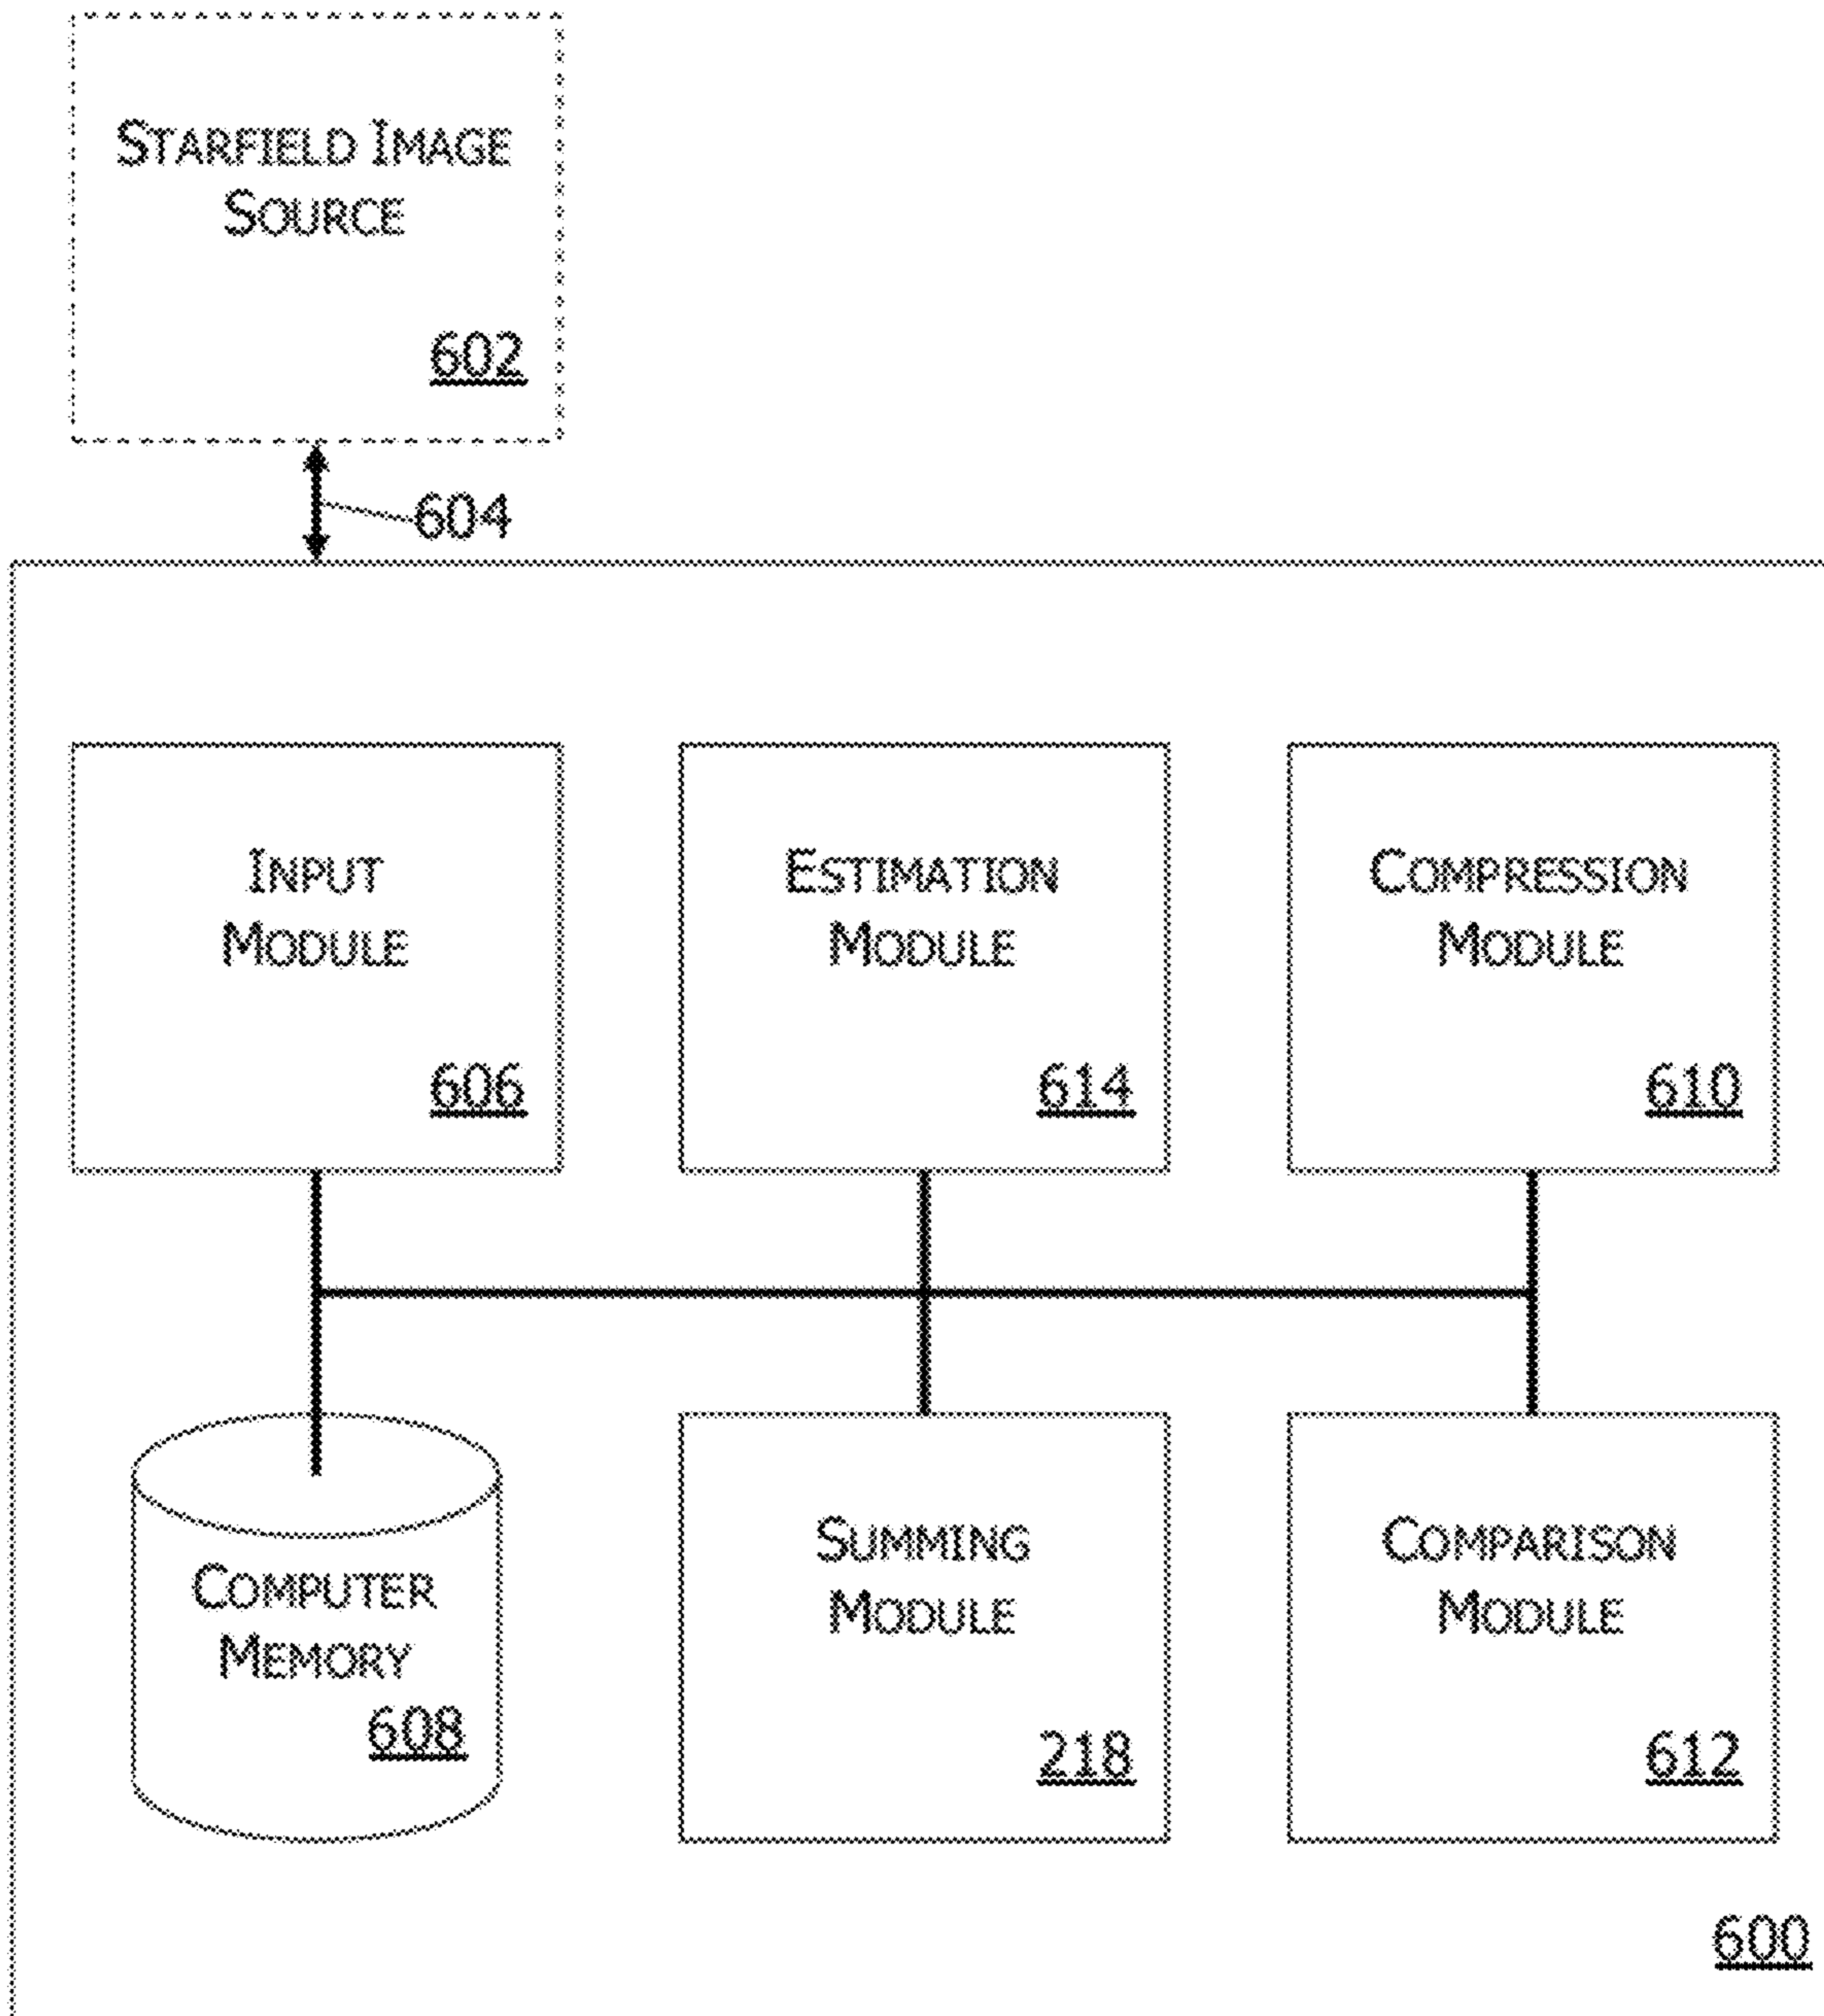 STARFIELD IMAGE
SOURCE
602
604
INPUT
MODULE
606
ESTIMATION
MODULE
614
COMPRESSION
MODULE
610
COMPUTER
MEMORY
608
SUMMING
MODULE
218
COMPARISON
MODULE
612
600